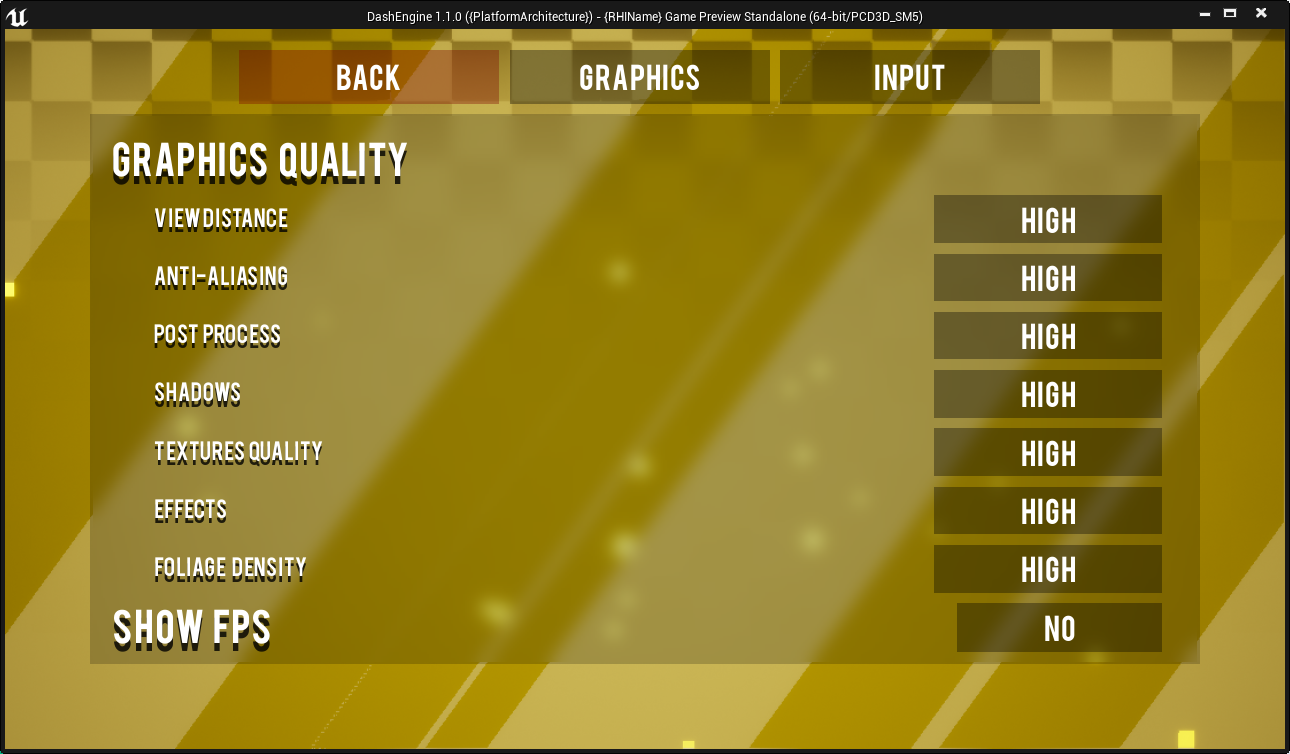 DashEngine 1.1.0 ({PlatformArchitecture}) - {RHIName} Game Preview Standalone (64-bit/PCD3D_SM5)
BACK GRAPHICS INPUT
GRAPHICS QUALITY
VIEW DISTANCE HIGH
ANTI-ALIASING HIGH
POST PROCESS HIGH
SHADOWS HIGH
TEXTURES QUALITY HIGH
EFFECTS HIGH
FOLIAGE DENSITY HIGH
SHOW FPS NO